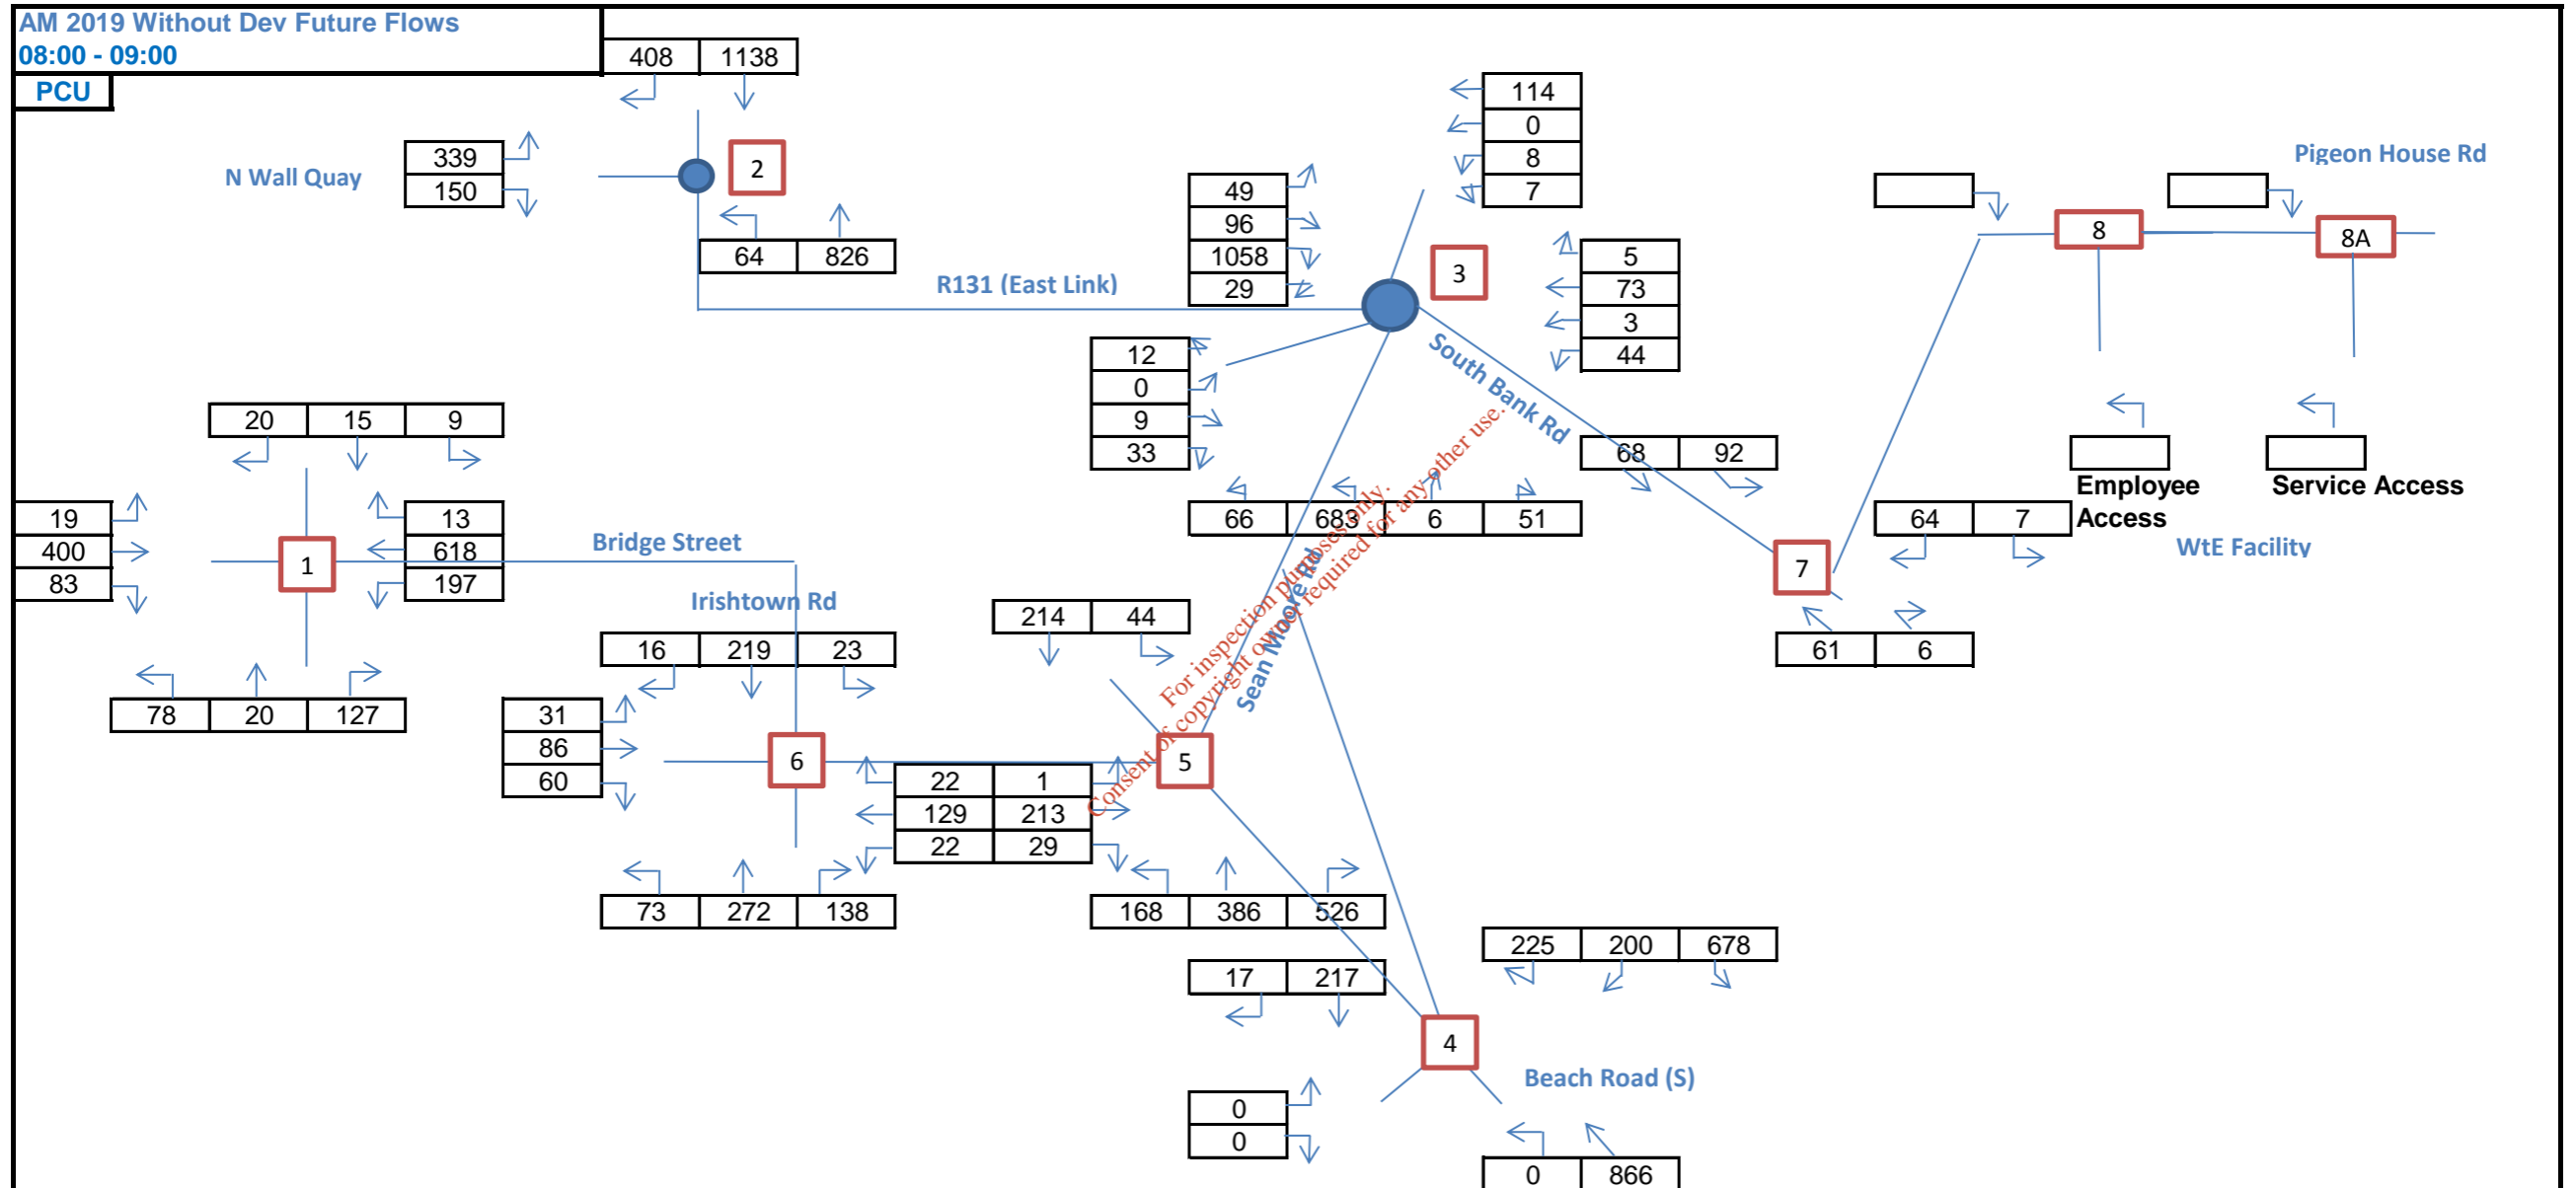 AM 2019 Without Dev Future Flows
08:00 - 09:00
PCU
408 1138
N Wall Quay
339
150
2
64 826
R131 (East Link)
114
0
8
7
49
96
1058
29
3
5
73
3
44
12
0
9
33
South Bank Rd
68 92
66 683 6 51
Pigeon House Rd
8
8A
Employee
Access
Service Access
WtE Facility
64 7
7
61 6
20 15 9
19
400
83
1
13
618
197
Bridge Street
78 20 127
Irishtown Rd
16 219 23
31
86
60
6
22 1
129 213
22 29
73 272 138
214 44
Sean Moore Rd
5
168 386 526
17 217
225 200 678
4
Beach Road (S)
0
0
0 866
For inspection purposes only.
Consent of copyright owner required for any other use.